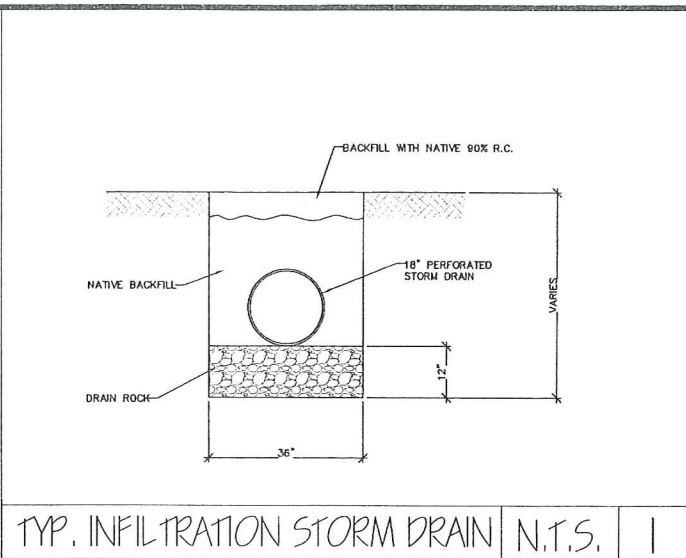 BACKFILL WITH NATIVE 90% R.C.
18" PERFORATED
STORM DRAIN
NATIVE BACKFILL
VARIES
12"
DRAIN ROCK
36"
TYP. INFILTRATION STORM DRAIN
N.T.S.
1